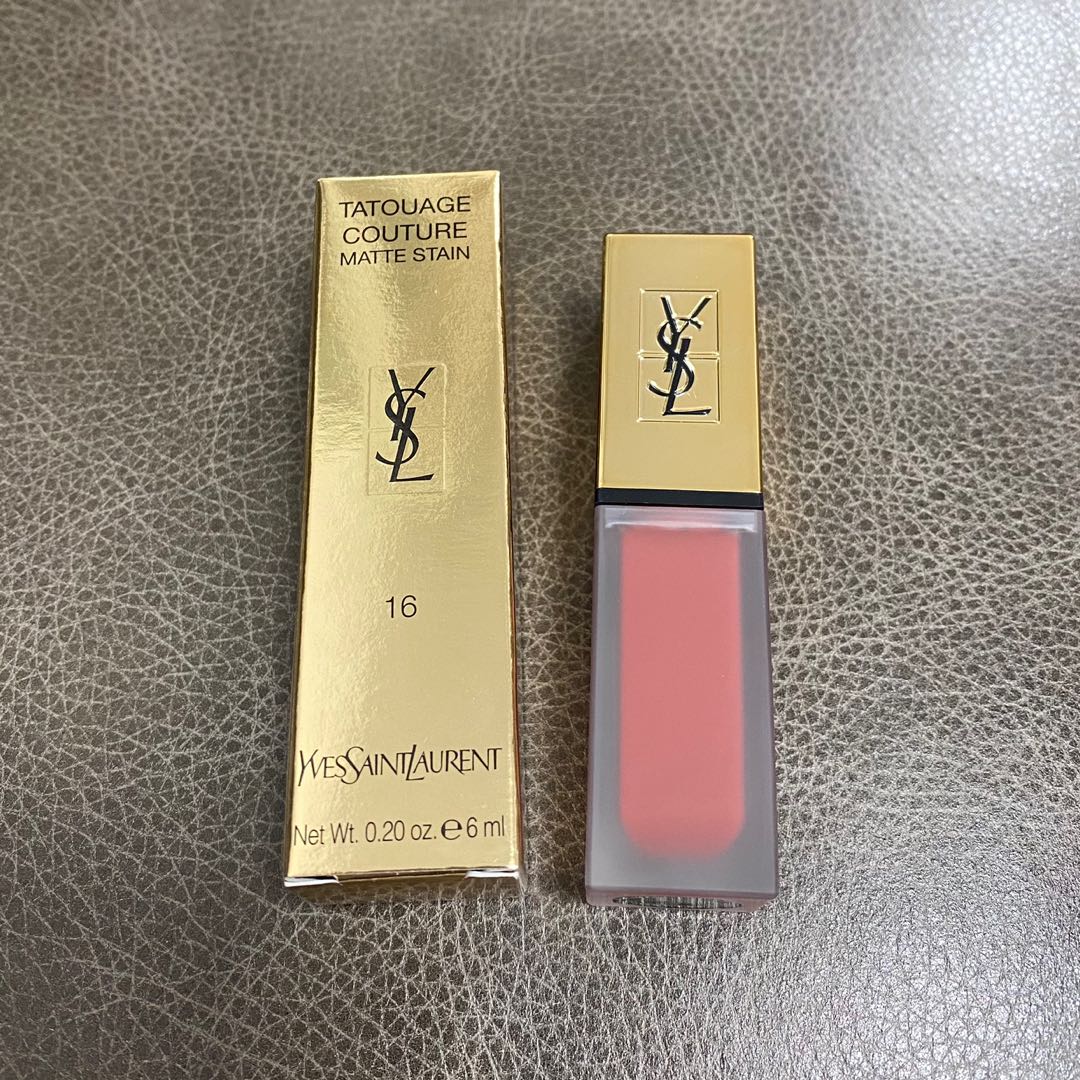 TATOUAGE
COUTURE
MATTE STAIN
YSL
16
YVESSAINTLAURENT
Net Wt. 0.20 oz. ℮ 6 ml
YSL